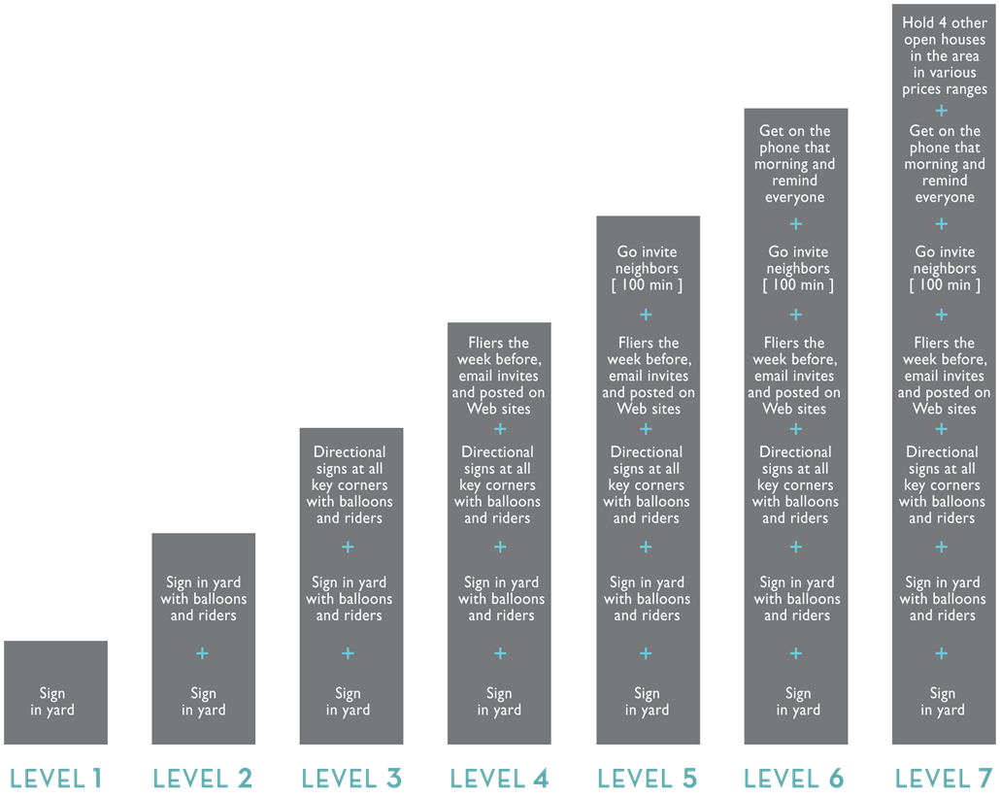 Sign
in yard
LEVEL 1
Sign in yard
with balloons
and riders
+
Sign
in yard
LEVEL 2
Directional
signs at all
key corners
with balloons
and riders
+
Sign in yard
with balloons
and riders
+
Sign
in yard
LEVEL 3
Fliers the
week before,
email invites
and posted on
Web sites
+
Directional
signs at all
key corners
with balloons
and riders
+
Sign in yard
with balloons
and riders
+
Sign
in yard
LEVEL 4
Go invite
neighbors
[ 100 min ]
+
Fliers the
week before,
email invites
and posted on
Web sites
+
Directional
signs at all
key corners
with balloons
and riders
+
Sign in yard
with balloons
and riders
+
Sign
in yard
LEVEL 5
Get on the
phone that
morning and
remind
everyone
+
Go invite
neighbors
[ 100 min ]
+
Fliers the
week before,
email invites
and posted on
Web sites
+
Directional
signs at all
key corners
with balloons
and riders
+
Sign in yard
with balloons
and riders
+
Sign
in yard
LEVEL 6
Hold 4 other
open houses
in the area
in various
prices ranges
+
Get on the
phone that
morning and
remind
everyone
+
Go invite
neighbors
[ 100 min ]
+
Fliers the
week before,
email invites
and posted on
Web sites
+
Directional
signs at all
key corners
with balloons
and riders
+
Sign in yard
with balloons
and riders
+
Sign
in yard
LEVEL 7